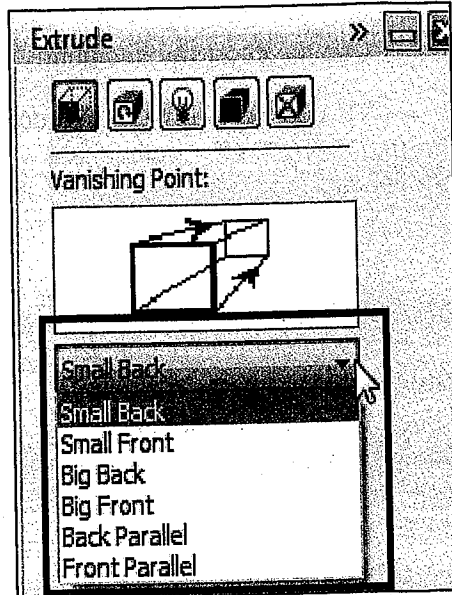 Extrude »
Vanishing Point:
Small Back
Small Back
Small Front
Big Back
Big Front
Back Parallel
Front Parallel